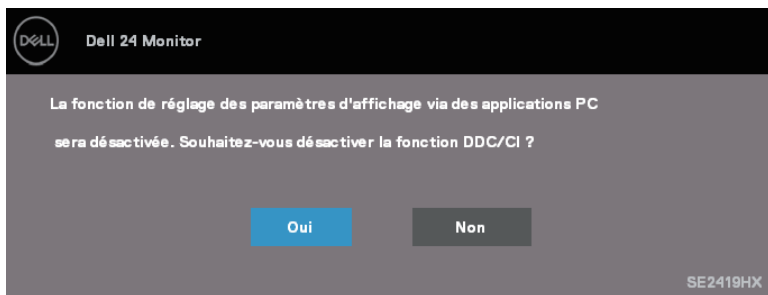 DELL
Dell 24 Monitor
La fonction de réglage des paramètres d'affichage via des applications PC
sera désactivée. Souhaitez-vous désactiver la fonction DDC/CI ?
Oui Non
SE2419HX